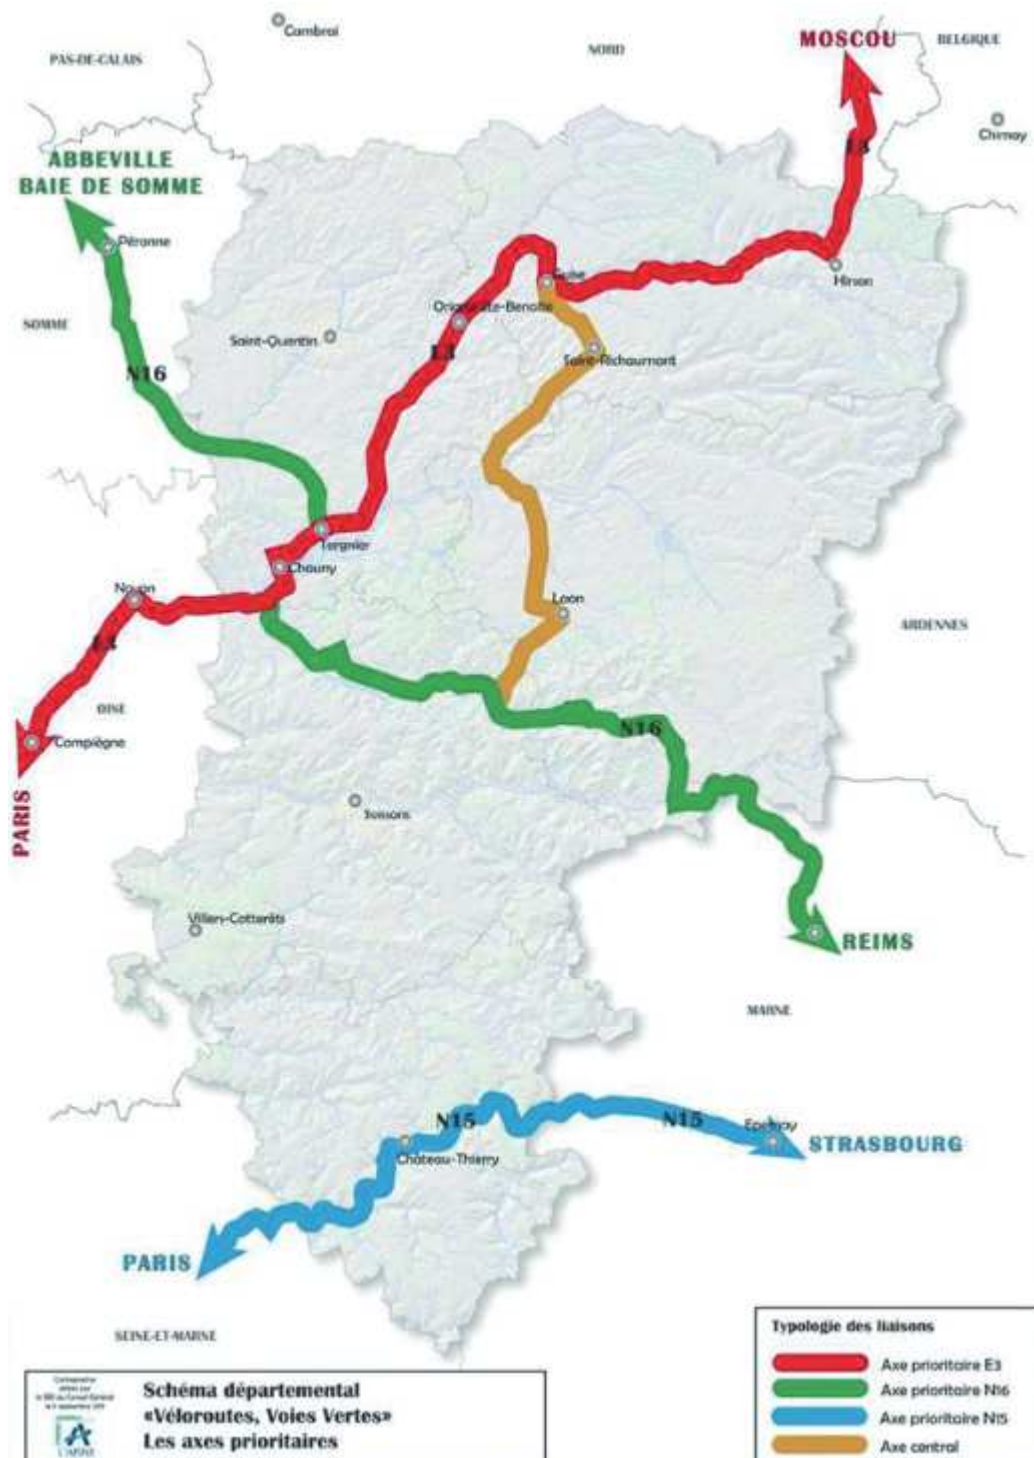 Cambrai
PAS-DE-CALAIS
NORD
MOSCOU
BELGIQUE
Chimay
E3
ABBEVILLE
BAIE DE SOMME
Péronne
Guise
Hirson
Origny-Ste-Benoite
SOMME
Saint-Quentin
E3
Saint-Richaumont
N16
Tergnier
Chauny
Noyon
Laon
ARDENNES
E3
OISE
N16
Compiègne
PARIS
Soissons
Villers-Cotterêts
REIMS
MARNE
N15
N15
Epernay
STRASBOURG
Château-Thierry
PARIS
SEINE-ET-MARNE
Typologie des liaisons
Axe prioritaire E3
Axe prioritaire N16
Axe prioritaire N15
Axe central
Schéma départemental
«Véloroutes, Voies Vertes»
Les axes prioritaires
L'AISNE